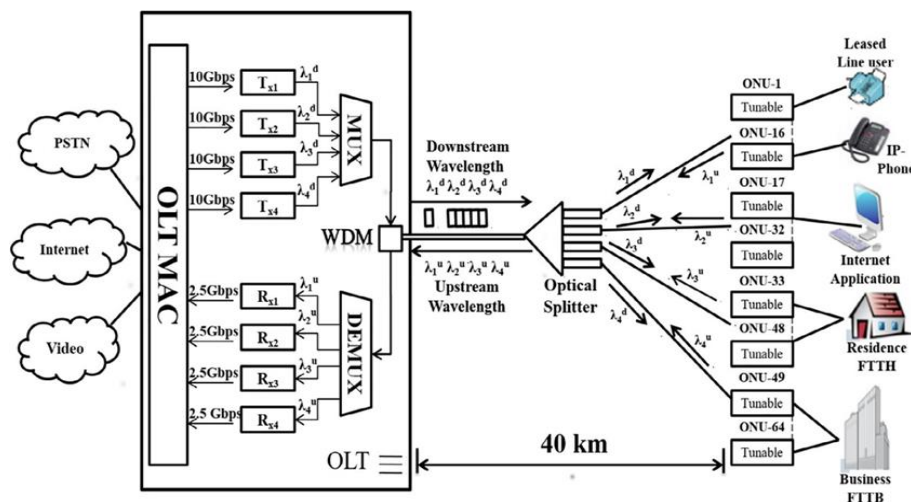 PSTN
Internet
Video
OLT MAC
10Gbps
10Gbps
10Gbps
10Gbps
Tx1
Tx2
Tx3
Tx4
λ1d
λ2d
λ3d
λ4d
MUX
WDM
2.5Gbps
2.5Gbps
2.5Gbps
2.5 Gbps
Rx1
Rx2
Rx3
Rx4
λ1u
λ2u
λ3u
λ4u
DEMUX
OLT
Downstream
Wavelength
λ1d λ2d λ3d λ4d
λ1u λ2u λ3u λ4u
Upstream
Wavelength
Optical
Splitter
40 km
λ1d
λ1u
λ2d
λ2u
λ3d
λ3u
λ4d
λ4u
ONU-1
Tunable
ONU-16
Tunable
ONU-17
Tunable
ONU-32
Tunable
ONU-33
Tunable
ONU-48
Tunable
ONU-49
Tunable
ONU-64
Tunable
Leased
Line user
IP-
Phone
Internet
Application
Residence
FTTH
Business
FTTB